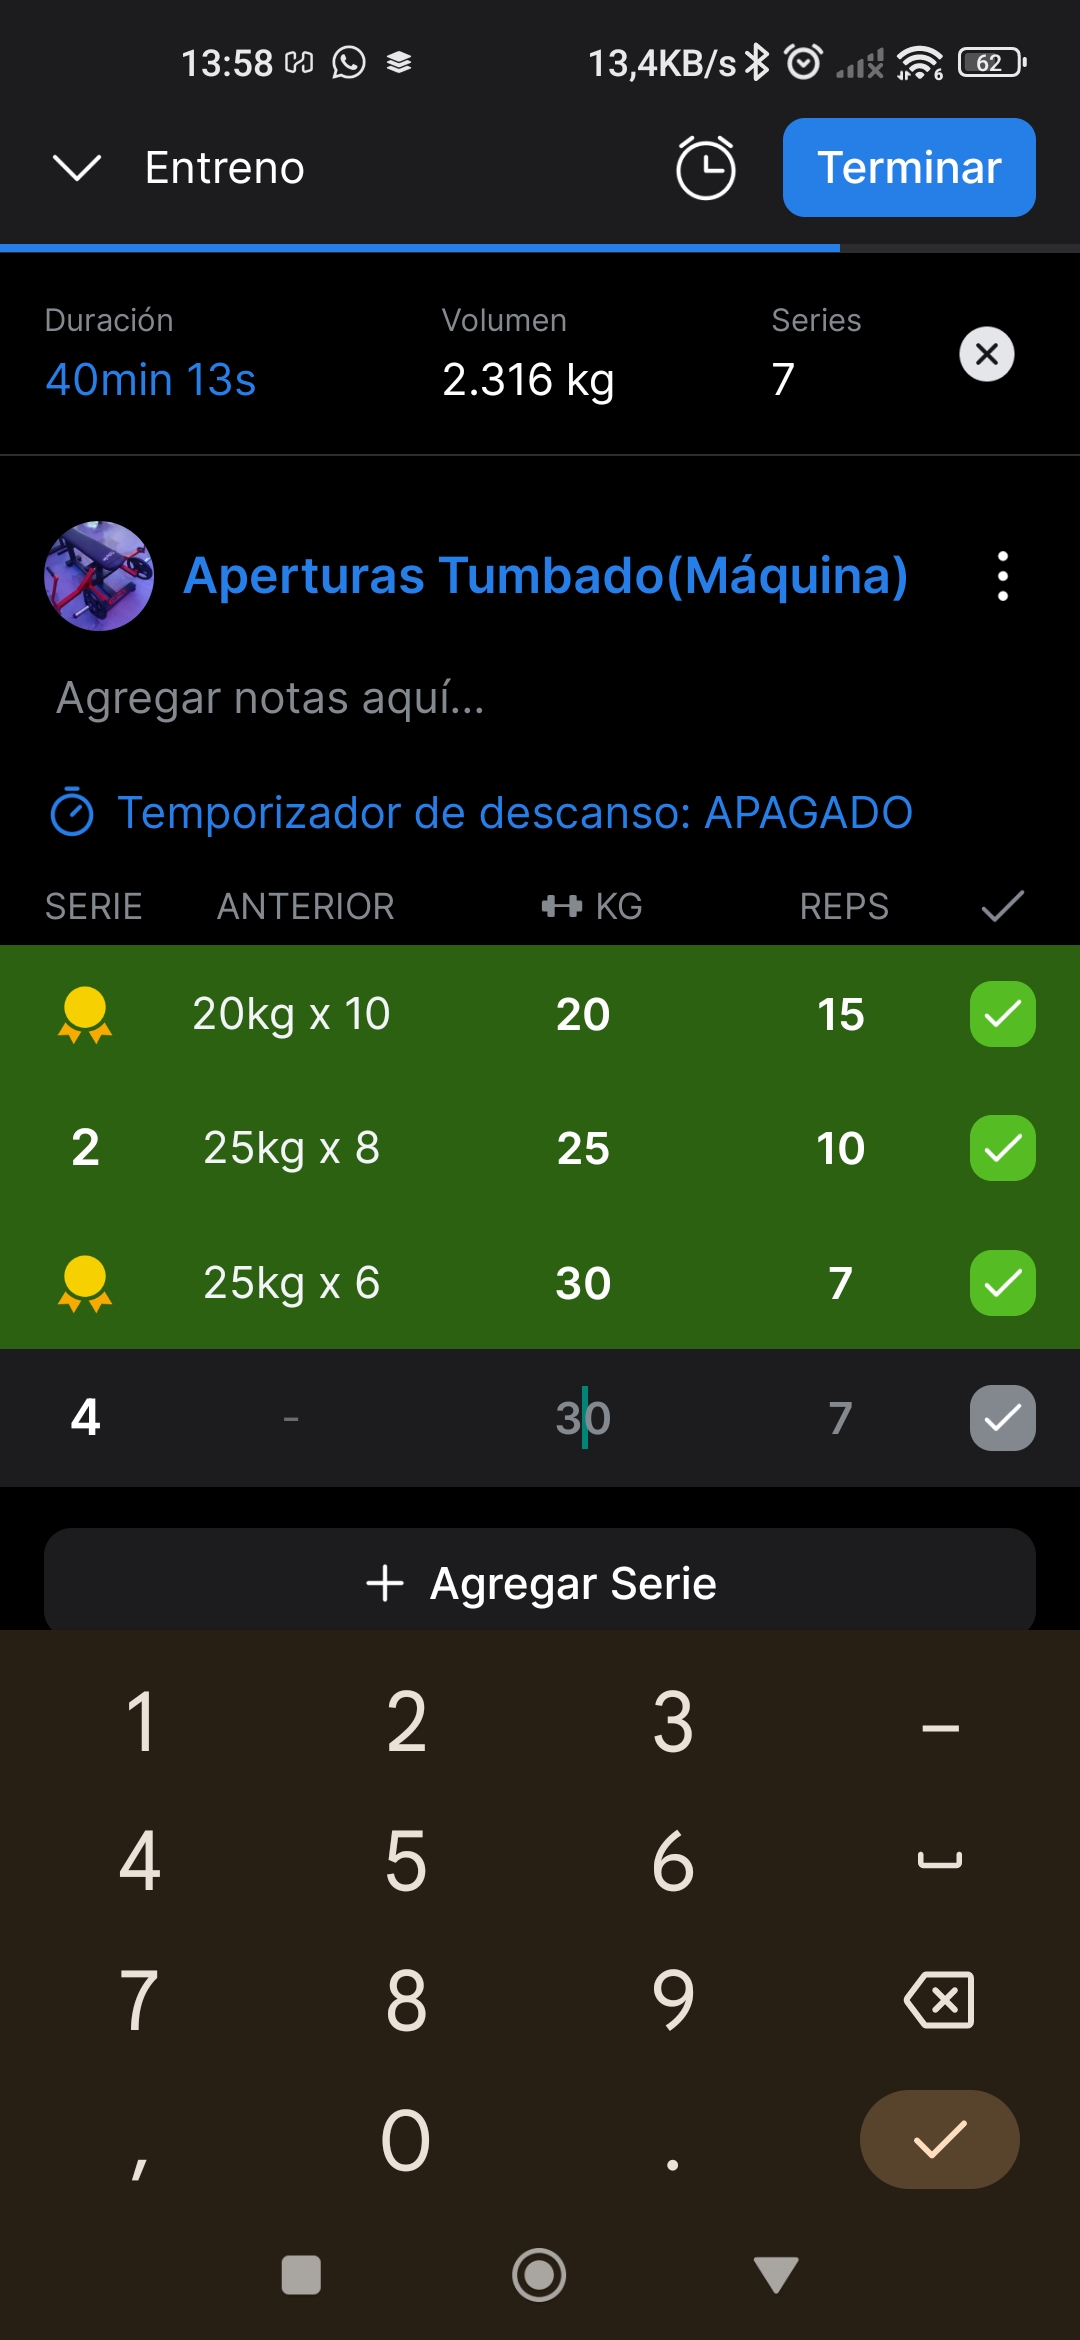 13:58 13,4KB/s 6 62
Entreno Terminar
Duración Volumen Series
40min 13s 2.316 kg 7
Aperturas Tumbado(Máquina)
Agregar notas aquí...
Temporizador de descanso: APAGADO
SERIE ANTERIOR KG REPS
20kg x 10 20 15
2 25kg x 8 25 10
25kg x 6 30 7
4 - 30 7
+ Agregar Serie
1 2 3 –
4 5 6
7 8 9
, 0 .